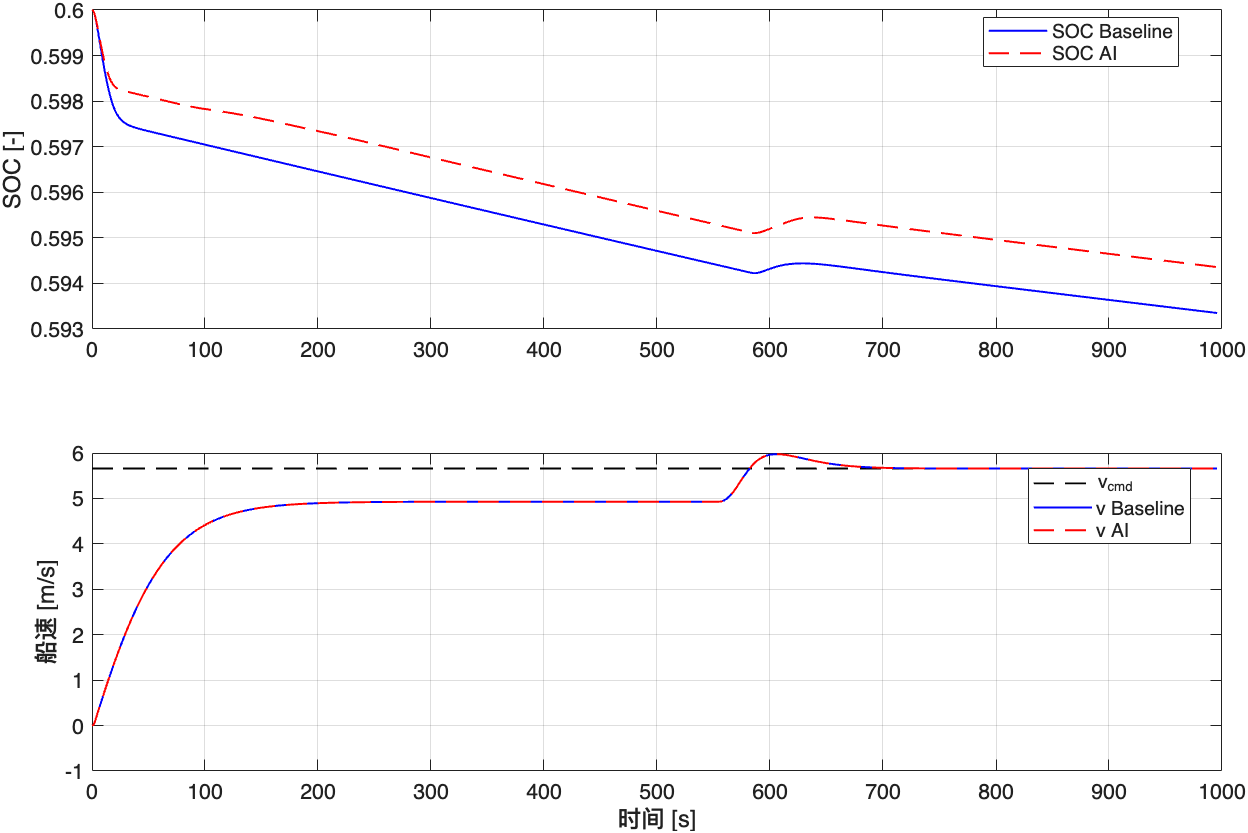 0.6
0.599
0.598
0.597
0.596
0.595
0.594
0.593
SOC [-]
SOC Baseline
SOC AI
0 100 200 300 400 500 600 700 800 900 1000
6
5
4
3
2
1
0
-1
船速 [m/s]
vcmd
v Baseline
v AI
0 100 200 300 400 500 600 700 800 900 1000
时间 [s]